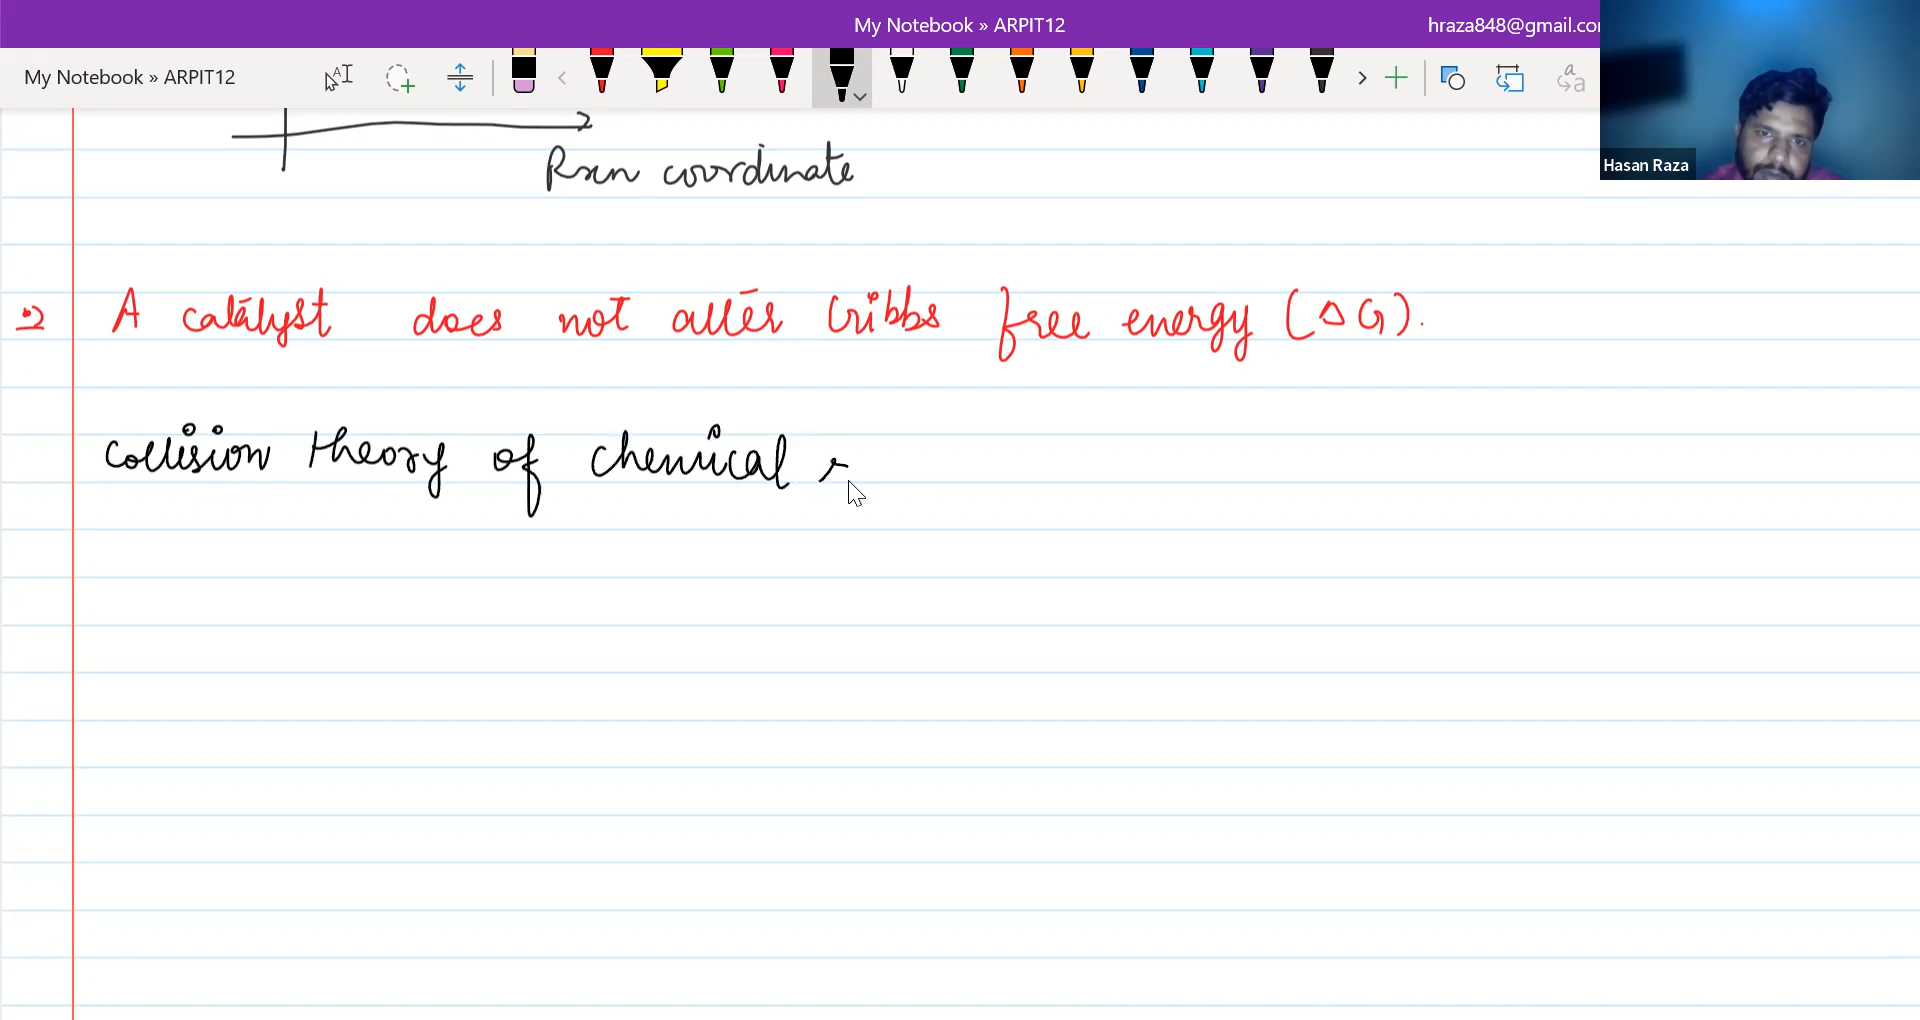 My Notebook » ARPIT12
hraza848@gmail.co
My Notebook » ARPIT12
Hasan Raza
Rxn coordinate
A catalyst does not alter Gibbs free energy (ΔG).
Collision theory of chemical r